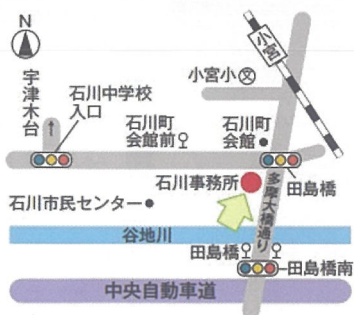 N
宇津木台
石川中学校
入口
小宮
小宮小
石川町
会館前
石川町
会館
石川事務所
田島橋
多摩大橋通り
石川市民センター
谷地川
田島橋
田島橋南
中央自動車道